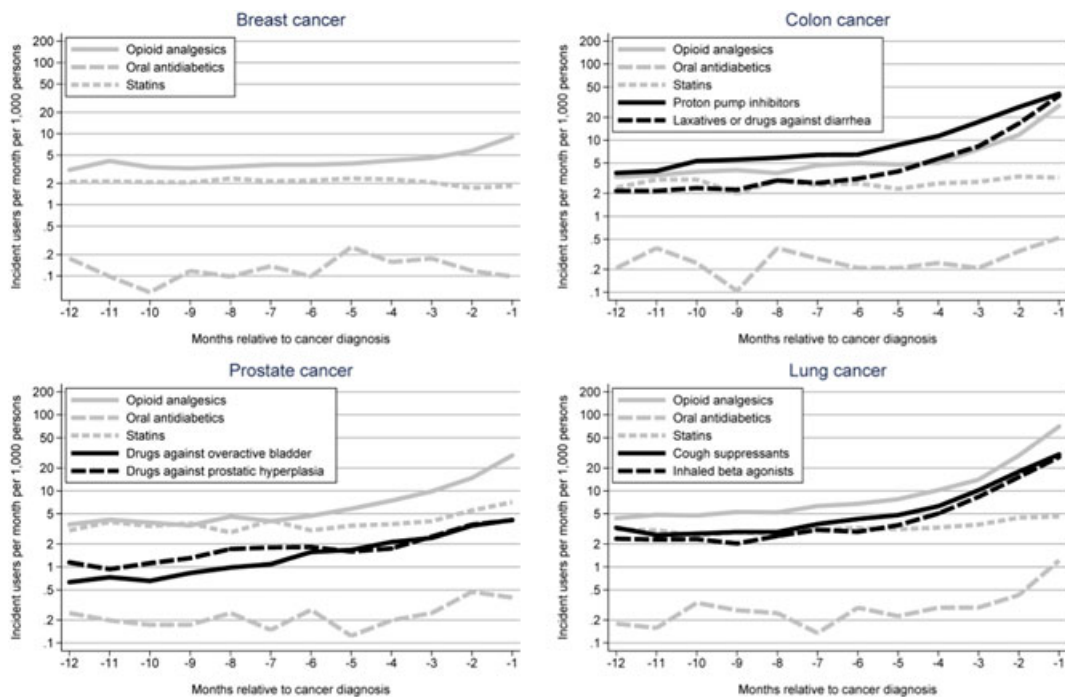 Breast cancer
Incident users per month per 1,000 persons
200
100
50
20
10
5
2
1
.5
.2
.1
Opioid analgesics
Oral antidiabetics
Statins
-12 -11 -10 -9 -8 -7 -6 -5 -4 -3 -2 -1
Months relative to cancer diagnosis
Colon cancer
Incident users per month per 1,000 persons
200
100
50
20
10
5
2
1
.5
.2
.1
Opioid analgesics
Oral antidiabetics
Statins
Proton pump inhibitors
Laxatives or drugs against diarrhea
-12 -11 -10 -9 -8 -7 -6 -5 -4 -3 -2 -1
Months relative to cancer diagnosis
Prostate cancer
Incident users per month per 1,000 persons
200
100
50
20
10
5
2
1
.5
.2
.1
Opioid analgesics
Oral antidiabetics
Statins
Drugs against overactive bladder
Drugs against prostatic hyperplasia
-12 -11 -10 -9 -8 -7 -6 -5 -4 -3 -2 -1
Months relative to cancer diagnosis
Lung cancer
Incident users per month per 1,000 persons
200
100
50
20
10
5
2
1
.5
.2
.1
Opioid analgesics
Oral antidiabetics
Statins
Cough suppressants
Inhaled beta agonists
-12 -11 -10 -9 -8 -7 -6 -5 -4 -3 -2 -1
Months relative to cancer diagnosis